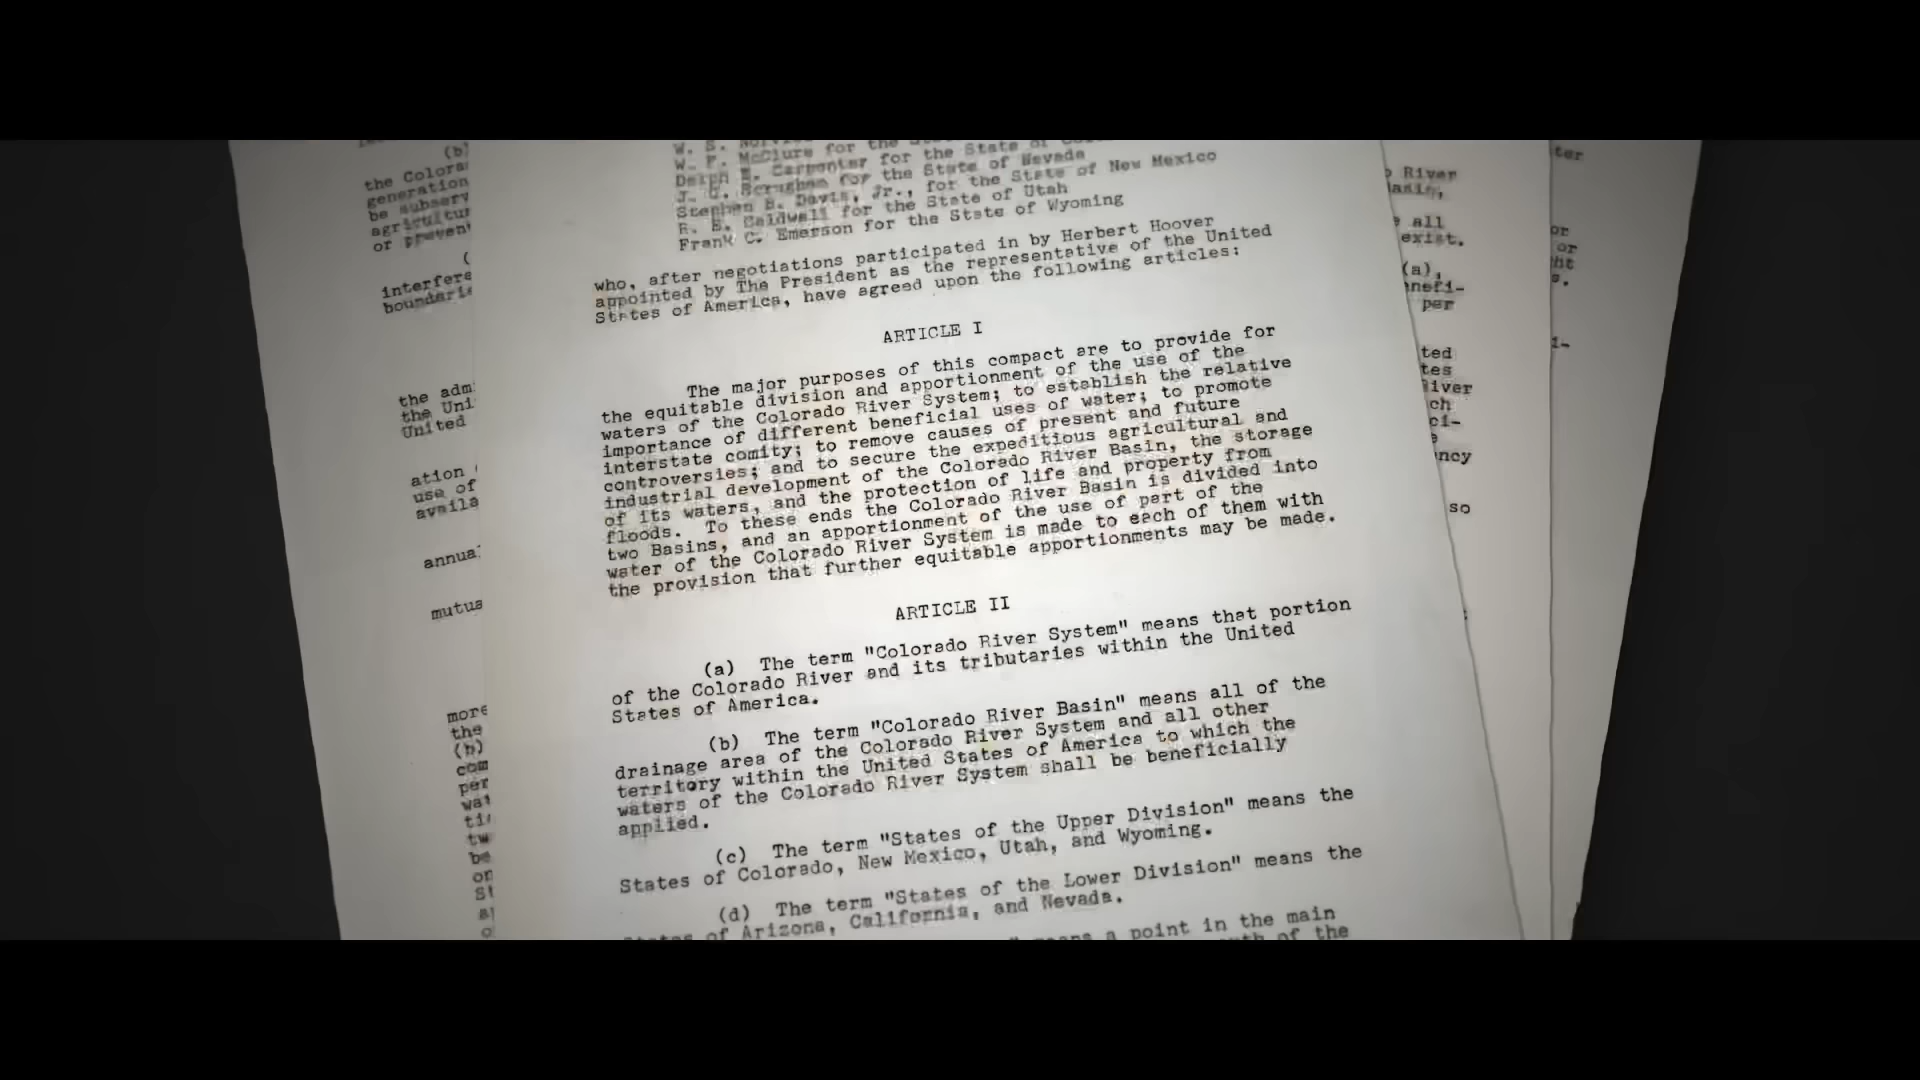 W. F. McClure for the State of
Delph E. Carpenter for the State of Nevada
J. G. Scrugham for the State of New Mexico
Stephen B. Davis, Jr., for the State of Utah
R. E. Caldwell for the State of Wyoming
Frank C. Emerson for the State of Wyoming
who, after negotiations participated in by Herbert Hoover
appointed by The President as the representative of the United
States of America, have agreed upon the following articles:
ARTICLE I
The major purposes of this compact are to provide for
the equitable division and apportionment of the use of the
waters of the Colorado River System; to establish the relative
importance of different beneficial uses of water; to promote
interstate comity; to remove causes of present and future
controversies; and to secure the expeditious agricultural and
industrial development of the Colorado River Basin, the storage
of its waters, and the protection of life and property from
floods. To these ends the Colorado River Basin is divided into
two Basins, and an apportionment of the use of part of the
water of the Colorado River System is made to each of them with
the provision that further equitable apportionments may be made.
ARTICLE II
(a) The term "Colorado River System" means that portion
of the Colorado River and its tributaries within the United
States of America.
(b) The term "Colorado River Basin" means all of the
drainage area of the Colorado River System and all other
territory within the United States of America to which the
waters of the Colorado River System shall be beneficially
applied.
(c) The term "States of the Upper Division" means the
States of Colorado, New Mexico, Utah, and Wyoming.
(d) The term "States of the Lower Division" means the
States of Arizona, California, and Nevada.
means a point in the main
of the